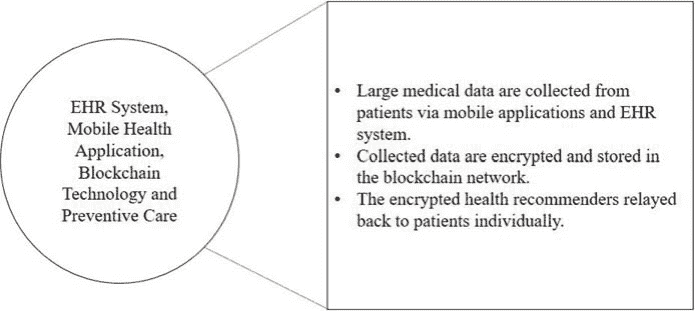 EHR System,
Mobile Health
Application,
Blockchain
Technology and
Preventive Care
• Large medical data are collected from
patients via mobile applications and EHR
system.
• Collected data are encrypted and stored in
the blockchain network.
• The encrypted health recommenders relayed
back to patients individually.